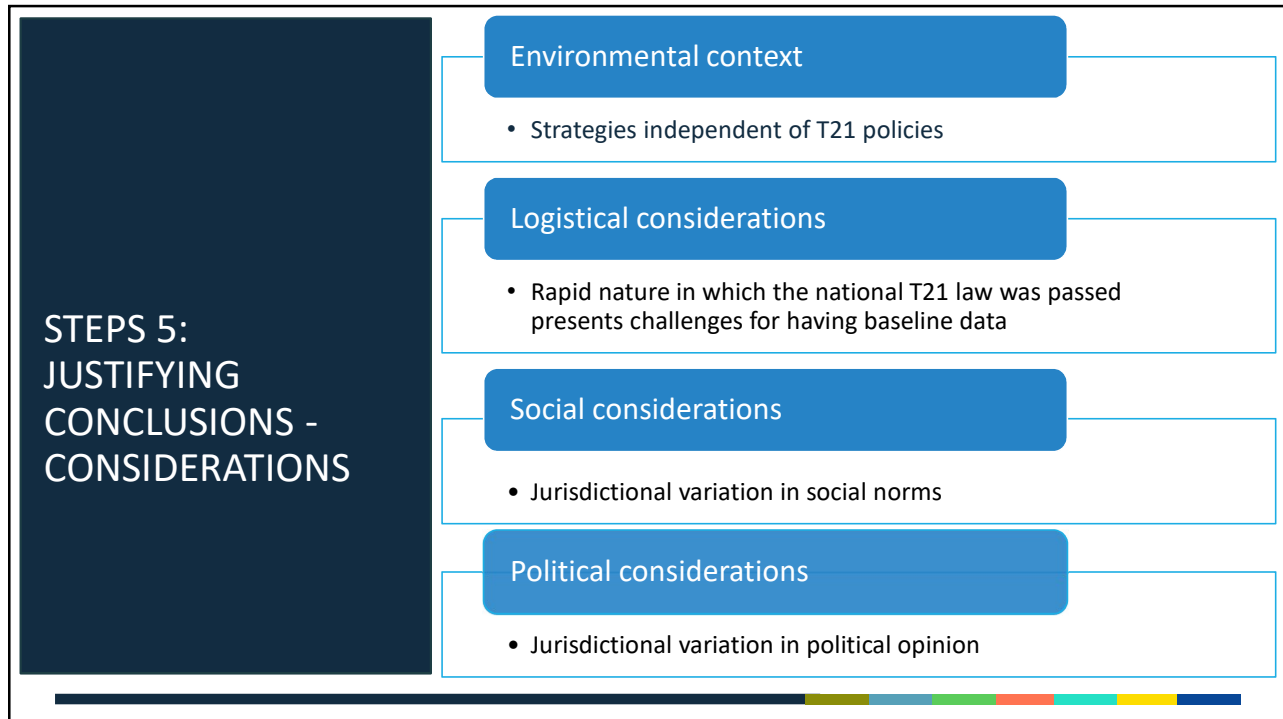 STEPS 5:
JUSTIFYING
CONCLUSIONS -
CONSIDERATIONS
Environmental context
• Strategies independent of T21 policies
Logistical considerations
• Rapid nature in which the national T21 law was passed
presents challenges for having baseline data
Social considerations
• Jurisdictional variation in social norms
Political considerations
• Jurisdictional variation in political opinion